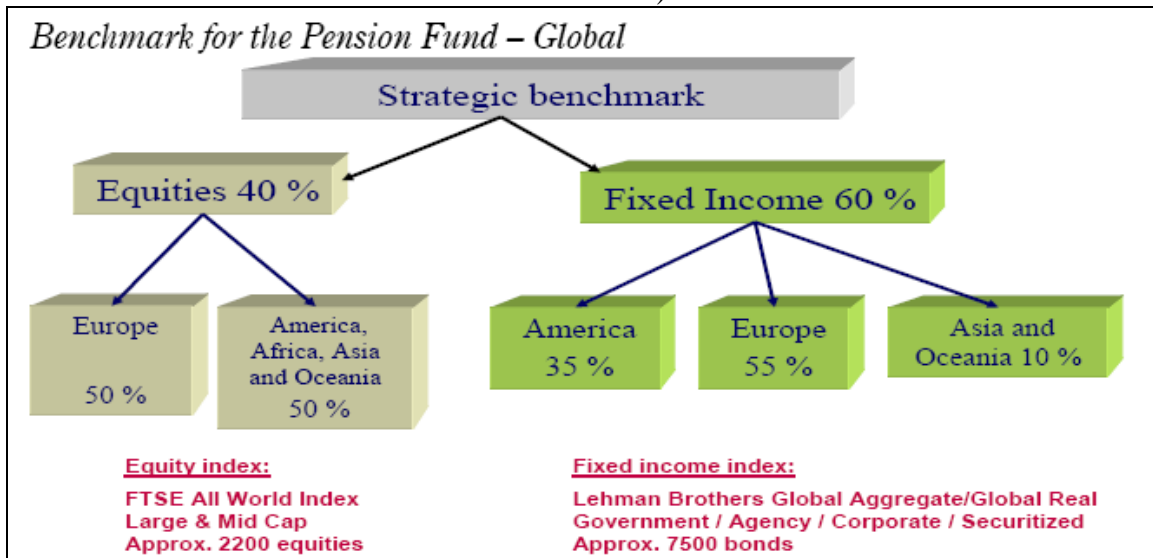 Benchmark for the Pension Fund – Global
Strategic benchmark
Equities 40 %
Fixed Income 60 %
Europe
50 %
America,
Africa, Asia
and Oceania
50 %
America
35 %
Europe
55 %
Asia and
Oceania 10 %
Equity index:
FTSE All World Index
Large & Mid Cap
Approx. 2200 equities
Fixed income index:
Lehman Brothers Global Aggregate/Global Real
Government / Agency / Corporate / Securitized
Approx. 7500 bonds